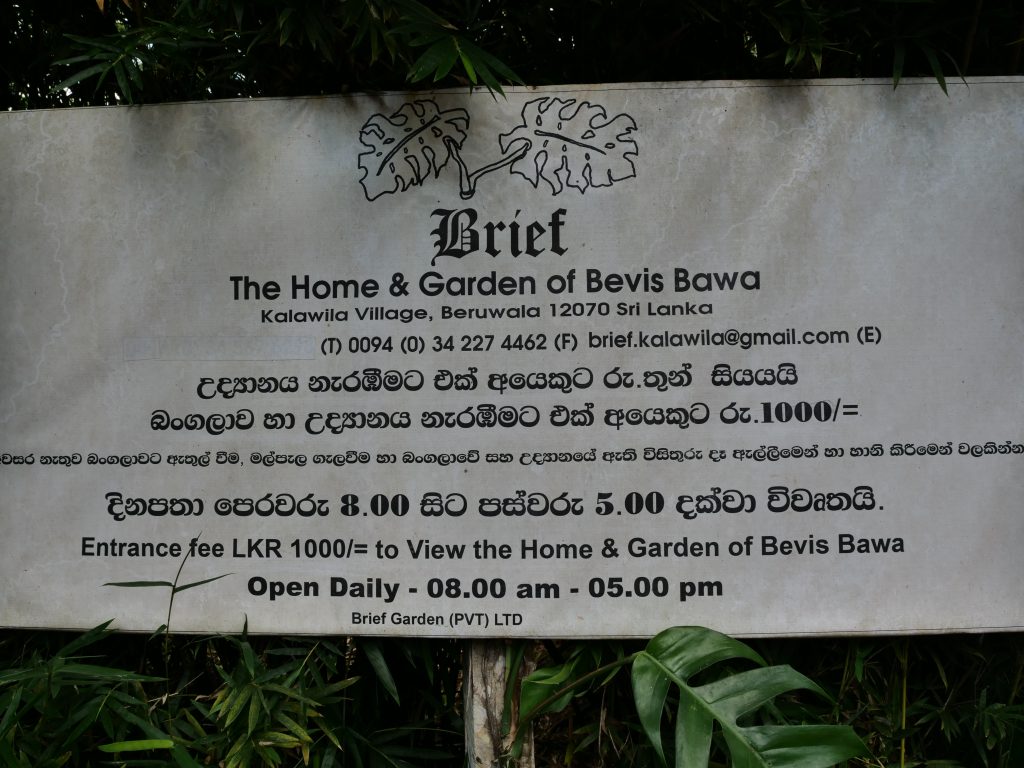 Brief
The Home & Garden of Bevis Bawa
Kalawila Village, Beruwala 12070 Sri Lanka
(T) 0094 (0) 34 227 4462 (F) brief.kalawila@gmail.com (E)
උද්‍යානය නැරඹීමට එක් අයෙකුට රු.තුන් සියයයි
බංගලාව හා උද්‍යානය නැරඹීමට එක් අයෙකුට රු.1000/=
නැතුව බංගලාවට ඇතුල් වීම, මල්පැල ගැලවීම හා බංගලාවේ සහ උද්‍යානයේ ඇති විසිතුරු දෑ ඇල්ලීමෙන් හා හානි කිරීමෙන්
දිනපතා පෙරවරු 8.00 සිට පස්වරු 5.00 දක්වා විවෘතයි.
Entrance fee LKR 1000/= to View the Home & Garden of Bevis Bawa
Open Daily - 08.00 am - 05.00 pm
Brief Garden (PVT) LTD